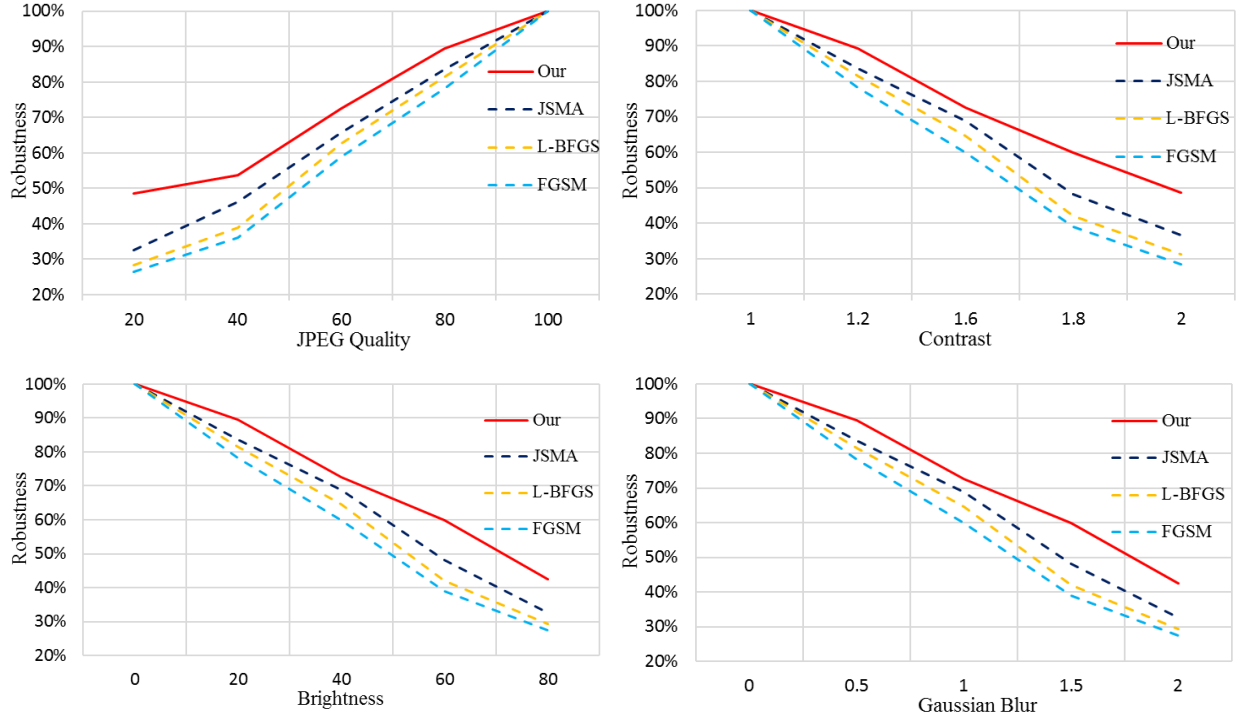 100%
90%
80%
70%
60%
50%
40%
30%
20%
Robustness
20 40 60 80 100
JPEG Quality
Our
JSMA
L-BFGS
FGSM
100%
90%
80%
70%
60%
50%
40%
30%
20%
Robustness
1 1.2 1.6 1.8 2
Contrast
Our
JSMA
L-BFGS
FGSM
100%
90%
80%
70%
60%
50%
40%
30%
20%
Robustness
0 20 40 60 80
Brightness
Our
JSMA
L-BFGS
FGSM
100%
90%
80%
70%
60%
50%
40%
30%
20%
Robustness
0 0.5 1 1.5 2
Gaussian Blur
Our
JSMA
L-BFGS
FGSM